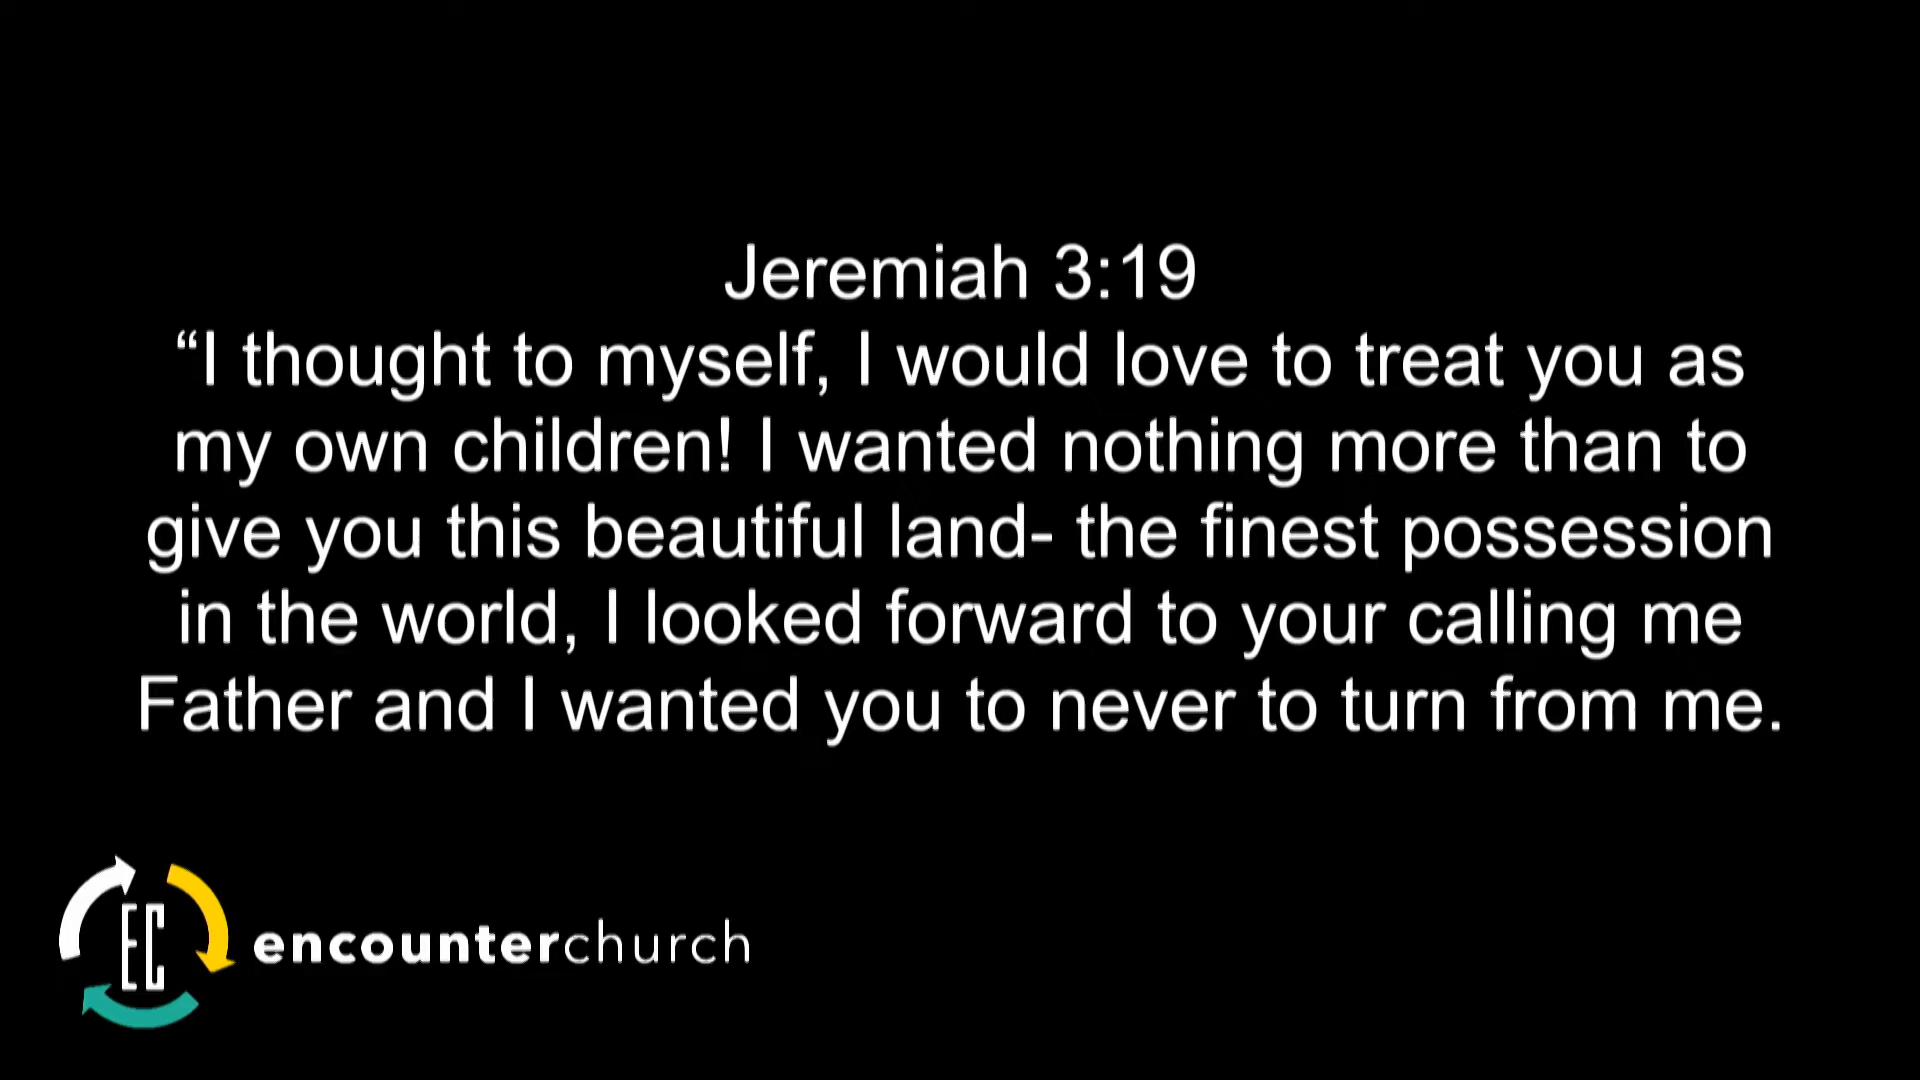 Jeremiah 3:19
“I thought to myself, I would love to treat you as
my own children! I wanted nothing more than to
give you this beautiful land- the finest possession
in the world, I looked forward to your calling me
Father and I wanted you to never to turn from me.
EC
encounterchurch